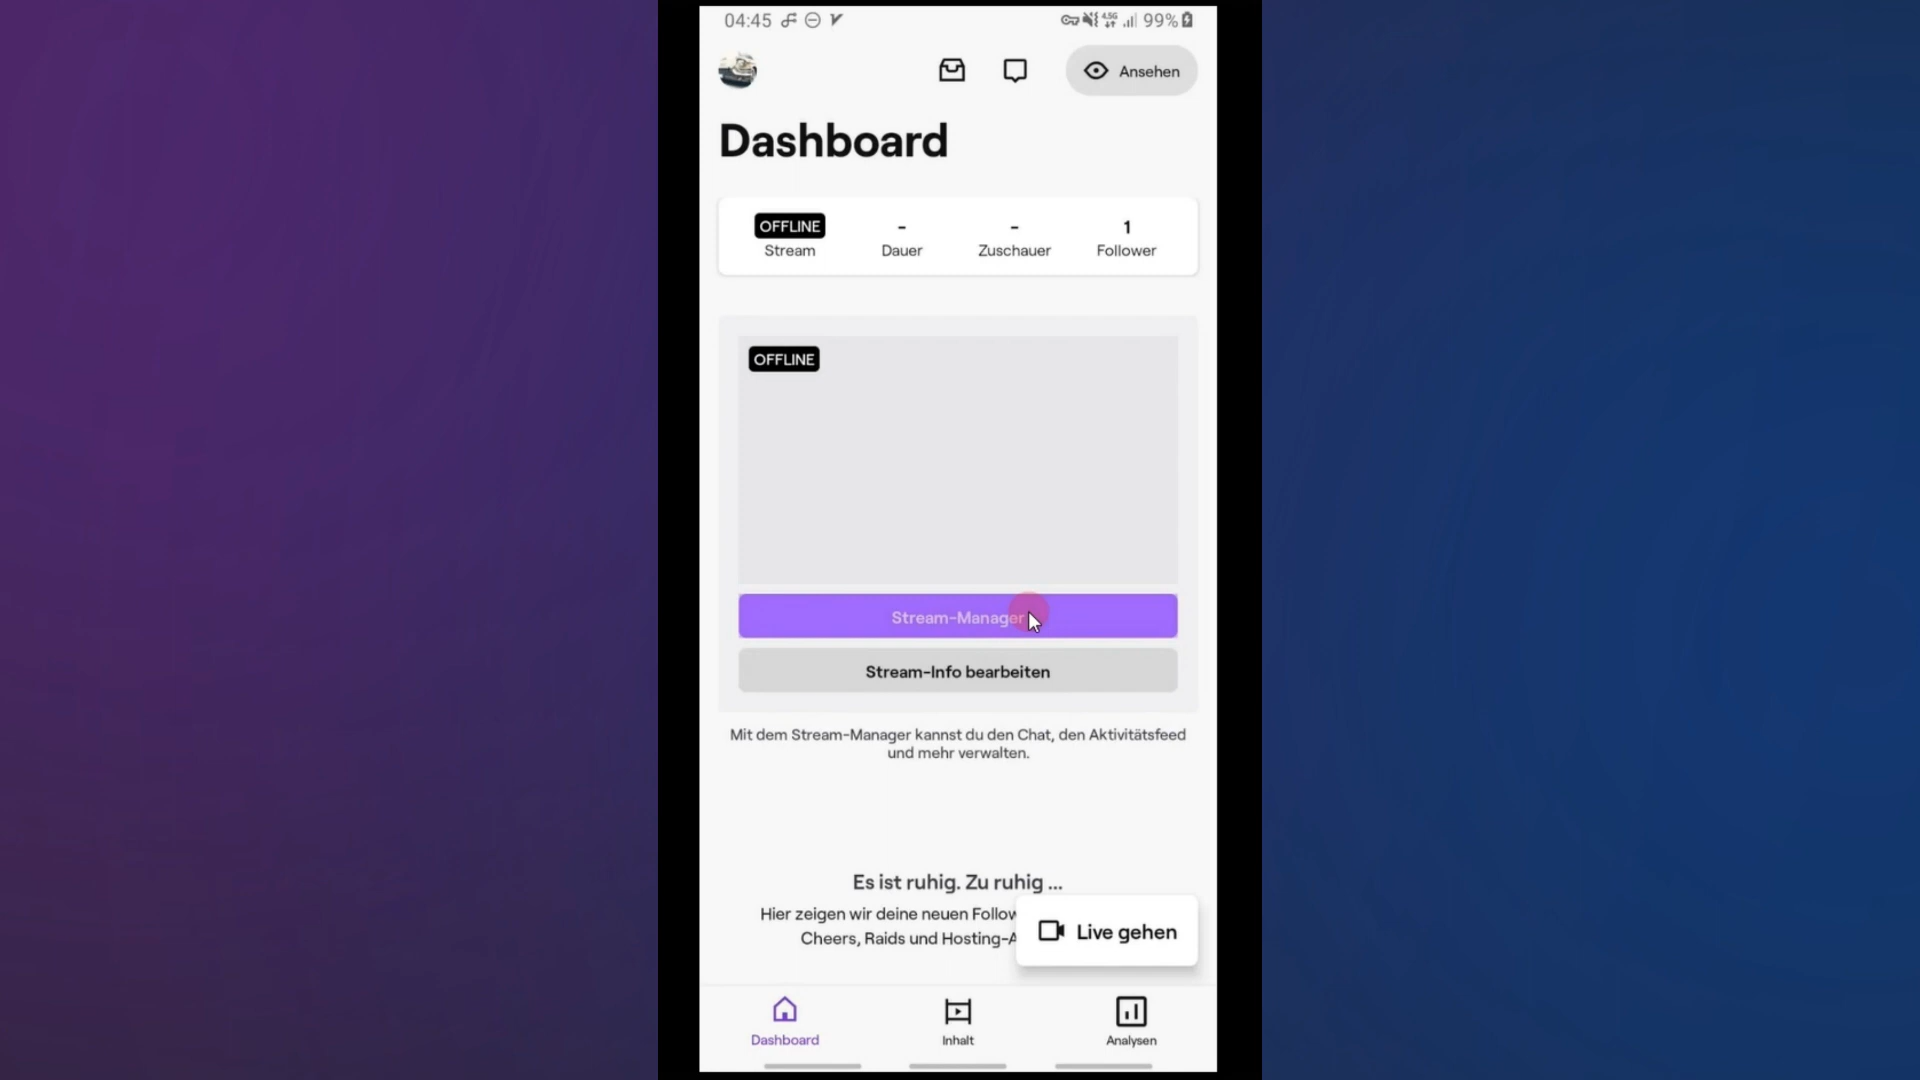 04:45
4,5G
99%
Ansehen
Dashboard
OFFLINE
-
-
1
Stream
Dauer
Zuschauer
Follower
OFFLINE
Stream-Manager
Stream-Info bearbeiten
Mit dem Stream-Manager kannst du den Chat, den Aktivitätsfeed
und mehr verwalten.
Es ist ruhig. Zu ruhig ...
Hier zeigen wir deine neuen Follow
Cheers, Raids und Hosting-A
Live gehen
Dashboard
Inhalt
Analysen